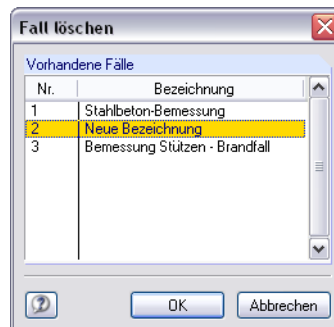 Fall löschen
Vorhandene Fälle
Nr. Bezeichnung
1 Stahlbeton-Bemessung
2 Neue Bezeichnung
3 Bemessung Stützen - Brandfall
OK Abbrechen